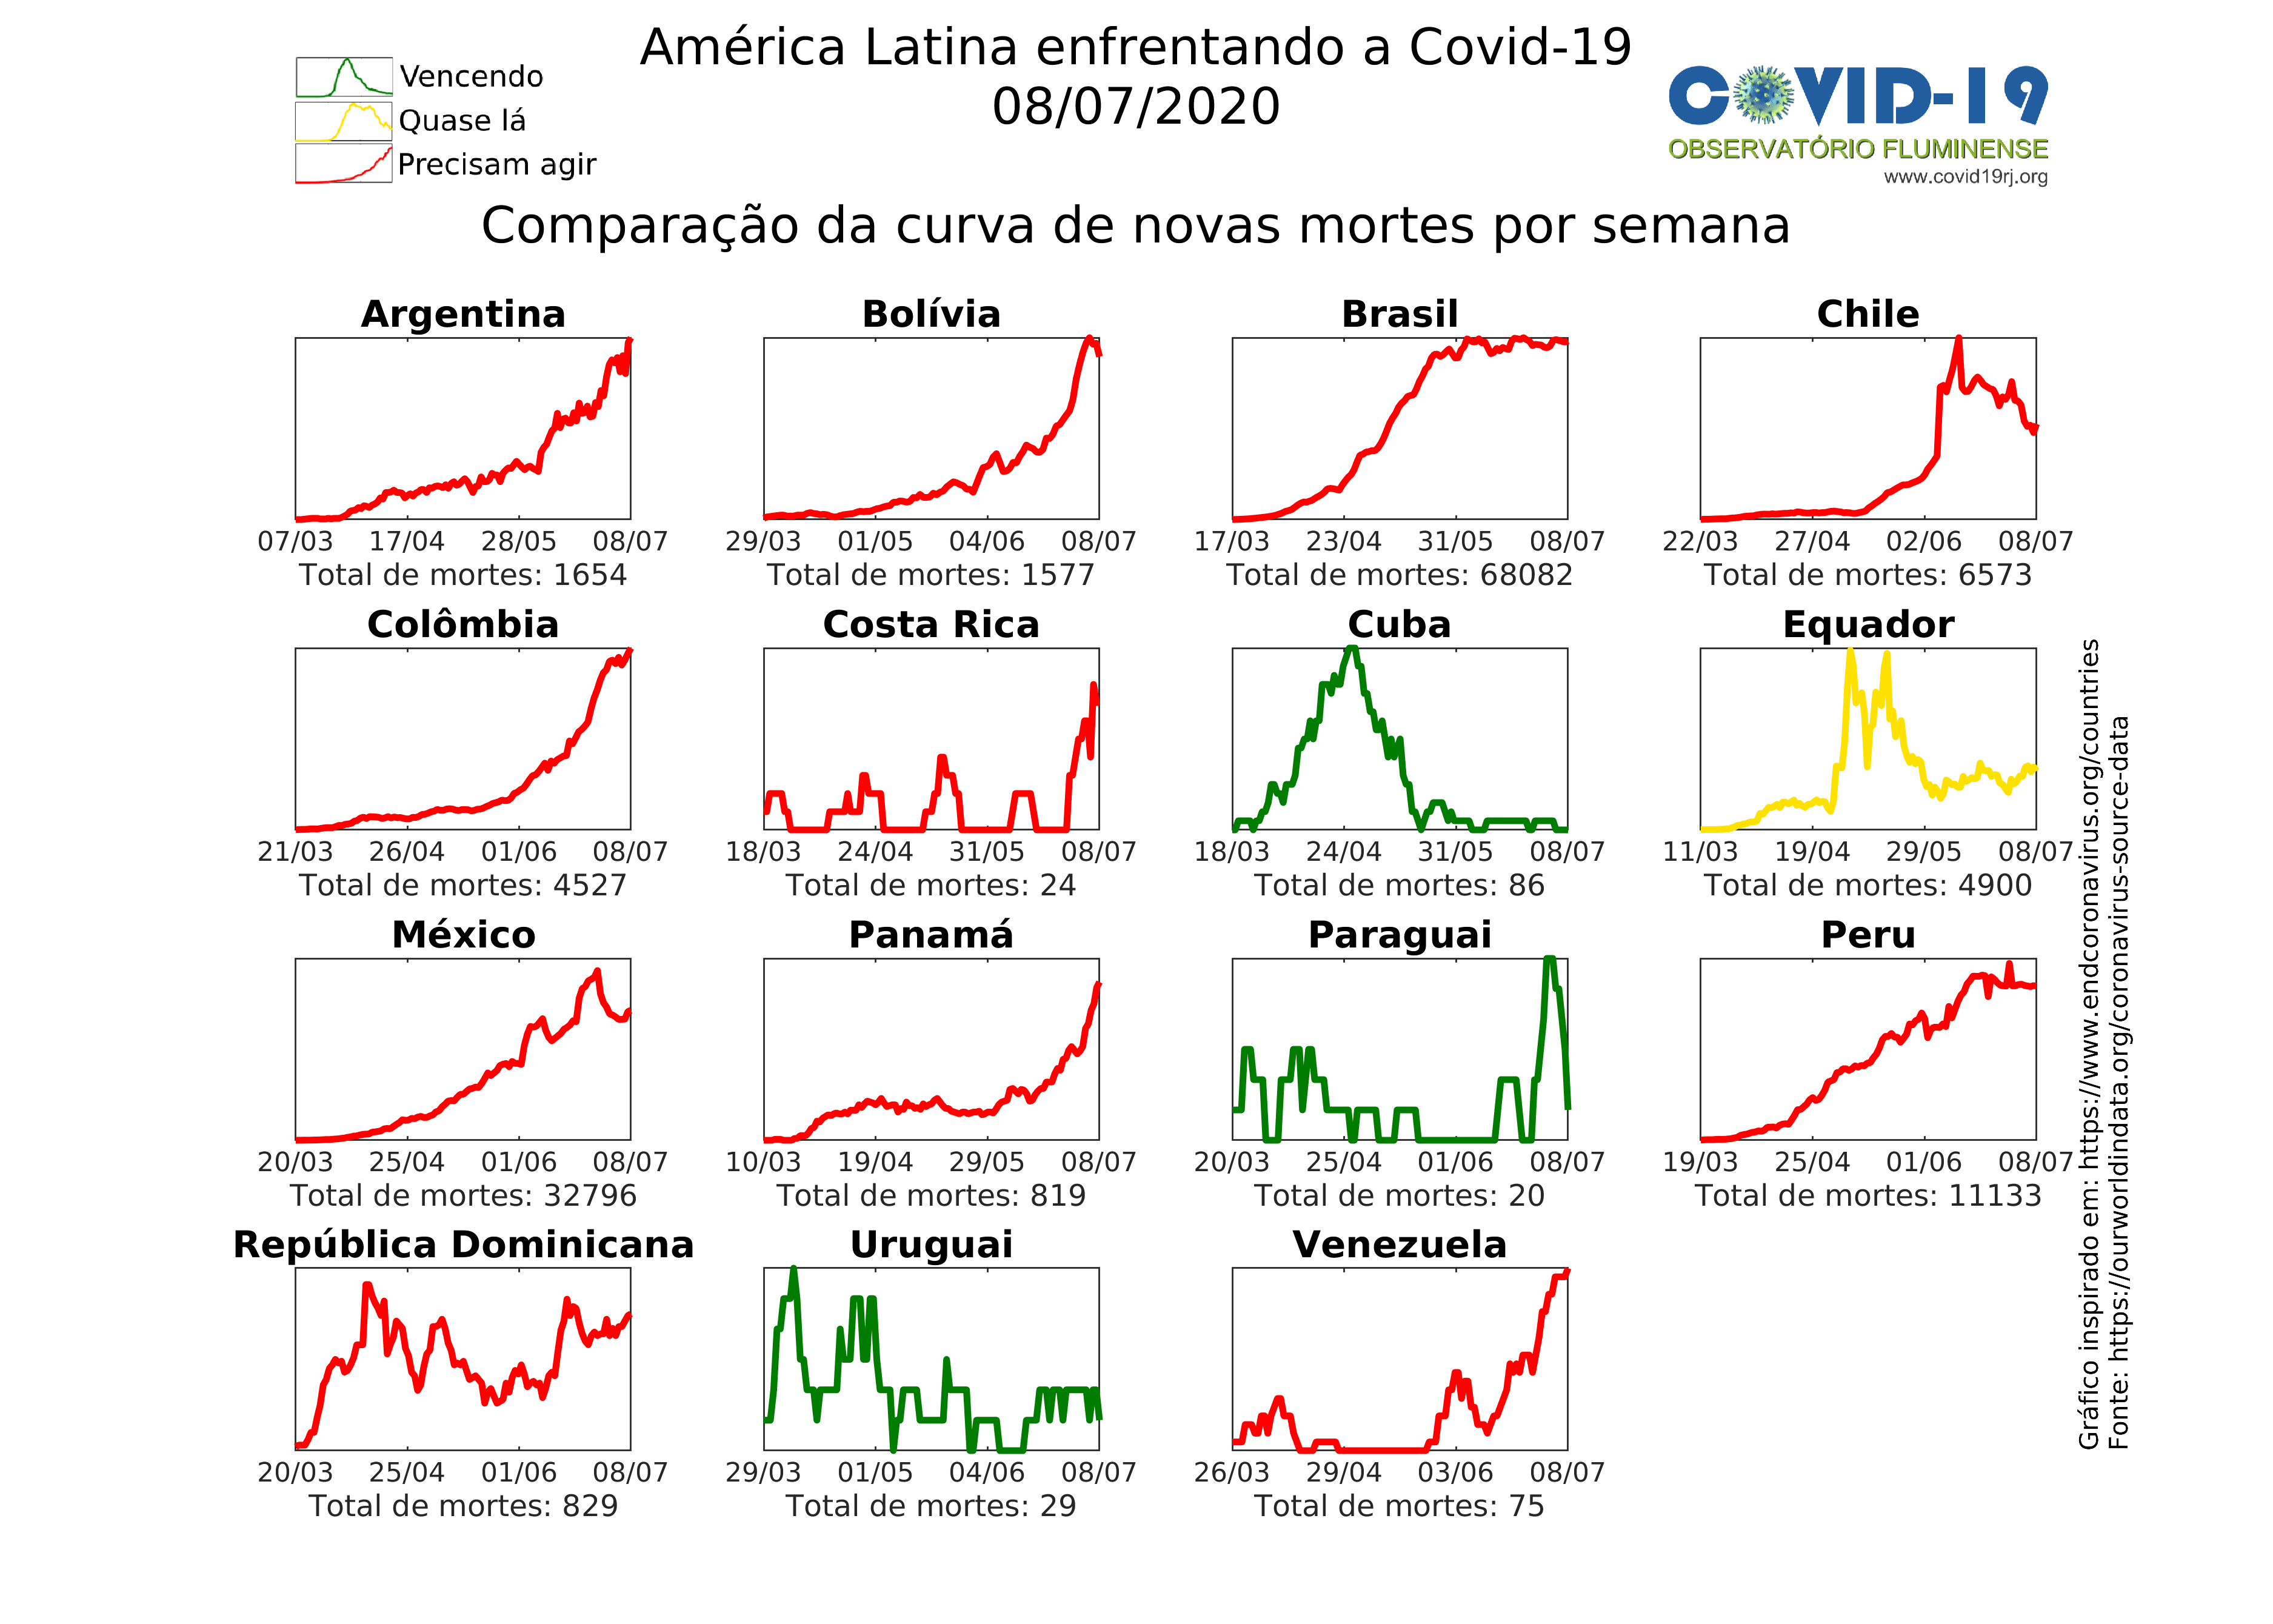 América Latina enfrentando a Covid-19
08/07/2020
Vencendo
Quase lá
Precisam agir
COVID-19
OBSERVATÓRIO FLUMINENSE
www.covid19rj.org
Comparação da curva de novas mortes por semana
Argentina
07/03 17/04 28/05 08/07
Total de mortes: 1654
Bolívia
29/03 01/05 04/06 08/07
Total de mortes: 1577
Brasil
17/03 23/04 31/05 08/07
Total de mortes: 68082
Chile
22/03 27/04 02/06 08/07
Total de mortes: 6573
Colômbia
21/03 26/04 01/06 08/07
Total de mortes: 4527
Costa Rica
18/03 24/04 31/05 08/07
Total de mortes: 24
Cuba
18/03 24/04 31/05 08/07
Total de mortes: 86
Equador
11/03 19/04 29/05 08/07
Total de mortes: 4900
México
20/03 25/04 01/06 08/07
Total de mortes: 32796
Panamá
10/03 19/04 29/05 08/07
Total de mortes: 819
Paraguai
20/03 25/04 01/06 08/07
Total de mortes: 20
Peru
19/03 25/04 01/06 08/07
Total de mortes: 11133
República Dominicana
20/03 25/04 01/06 08/07
Total de mortes: 829
Uruguai
29/03 01/05 04/06 08/07
Total de mortes: 29
Venezuela
26/03 29/04 03/06 08/07
Total de mortes: 75
Gráfico inspirado em: https://www.endcoronavirus.org/countries
Fonte: https://ourworldindata.org/coronavirus-source-data